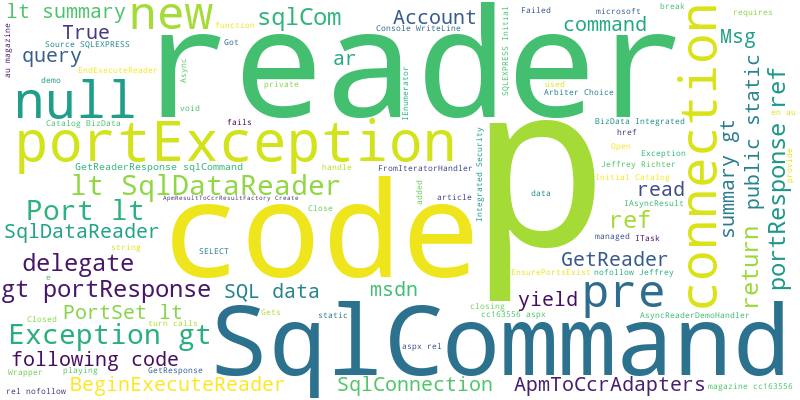 lt summary
new
sqlCom
Account
command
Failed
microsoft
break
function
requires
True
Console WriteLine
au magazine
Source SQLEXPRESS
Got
query
ar
reader
SQLEXPRESS Initial
Msg
EndExecuteReader
Async
IEnumerator
demo
private
used
null
void
Arbiter Choice
connection
public static
portResponse ref
en au
Catalog BizData
fails
BizData Integrated
href
portException
p
Open
Exception
GetReaderResponse sqlCommand
handle
FromIteratorHandler
Integrated Security
Jeffrey Richter
Initial Catalog
provide
lt SqlDataReader
code
added
article
data
read
summary gt
ApmResultToCcrResultFactory Create
IAsyncResult
Port lt
Close
ref
return
SqlDataReader
string
SELECT
managed
ITask
delegate
GetReader
e
EnsurePortsExist
nofollow Jeffrey
gt portResponse
SQL data
msdn
yield
pre
PortSet lt
Closed
turn calls
Gets
static
closing
cc163556 aspx
AsyncReaderDemoHandler
Exception gt
SqlCommand
aspx rel
following code
Wrapper
playing
GetResponse
rel nofollow
BeginExecuteReader
SqlConnection
ApmToCcrAdapters
magazine cc163556